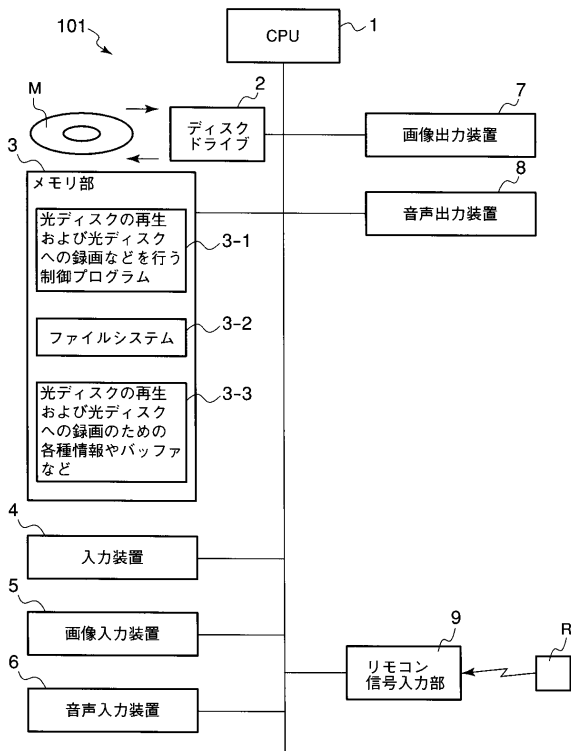 101
CPU
1
M
2
ディスク
ドライブ
7
画像出力装置
3
メモリ部
8
音声出力装置
光ディスクの再生
および光ディスク
への録画などを行う
制御プログラム
3-1
ファイルシステム
3-2
光ディスクの再生
および光ディスク
への録画のための
各種情報やバッファ
など
3-3
4
入力装置
5
画像入力装置
6
音声入力装置
9
リモコン
信号入力部
R